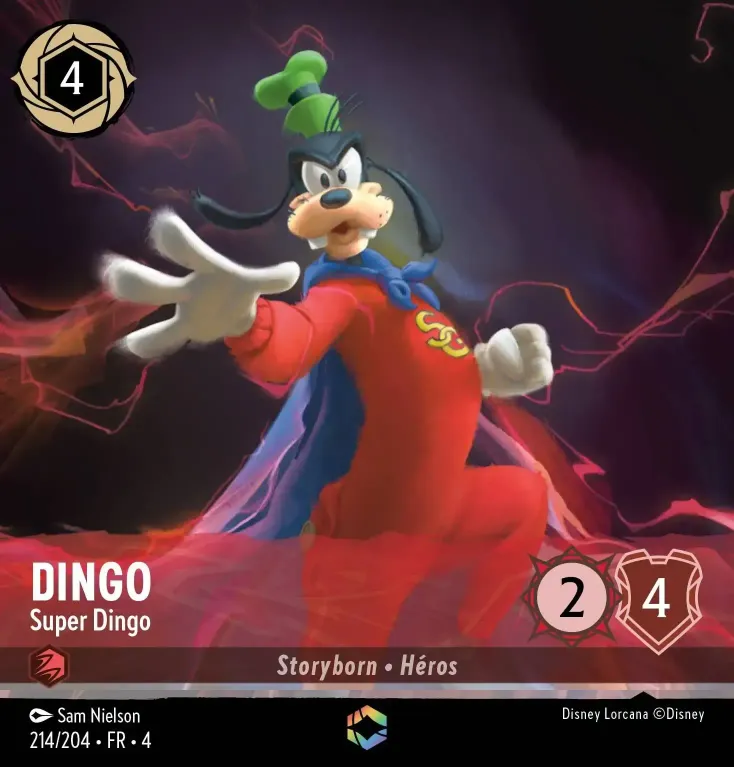 4
DINGO
Super Dingo
2
4
Storyborn • Héros
Sam Nielson
Disney Lorcana ©Disney
214/204 • FR • 4